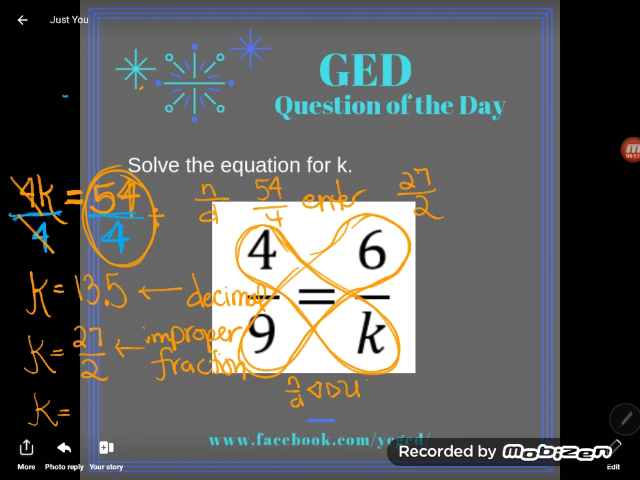 Just You
GED
Question of the Day
Solve the equation for k.
4k/4 = 54/4 ÷
n/d 54/4 enter 27/2
4/9 = 6/k
k = 13.5 ← decimal
k = 27/2 ← improper fraction
k =
www.facebook.com/ycged/
Recorded by MOBIZEN
More
Photo reply
Your story
Edit